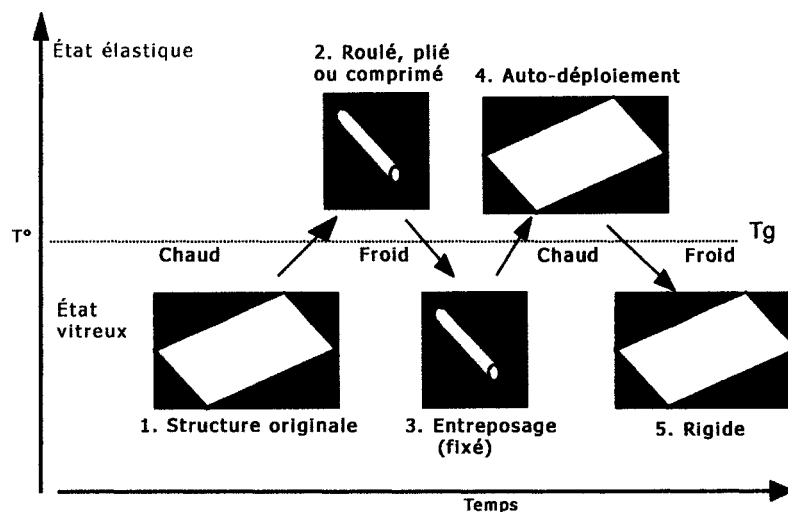 État élastique
2. Roulé, plié
ou comprimé
4. Auto-déploiement
T°
Tg
Chaud
Froid
Chaud
Froid
État
vitreux
1. Structure originale
3. Entreposage
(fixé)
5. Rigide
Temps